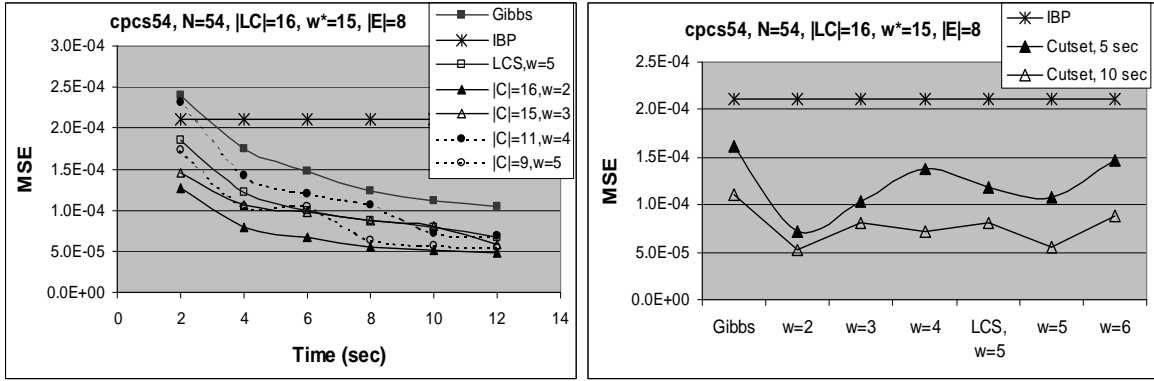 cpcs54, N=54, |LC|=16, w*=15, |E|=8
Gibbs
IBP
LCS,w=5
|C|=16,w=2
|C|=15,w=3
|C|=11,w=4
|C|=9,w=5
3.0E-04
2.5E-04
2.0E-04
1.5E-04
1.0E-04
5.0E-05
0.0E+00
MSE
0 2 4 6 8 10 12 14
Time (sec)
cpcs54, N=54, |LC|=16, w*=15, |E|=8
IBP
Cutset, 5 sec
Cutset, 10 sec
3.0E-04
2.5E-04
2.0E-04
1.5E-04
1.0E-04
5.0E-05
0.0E+00
MSE
Gibbs w=2 w=3 w=4 LCS, w=5 w=6
w=5